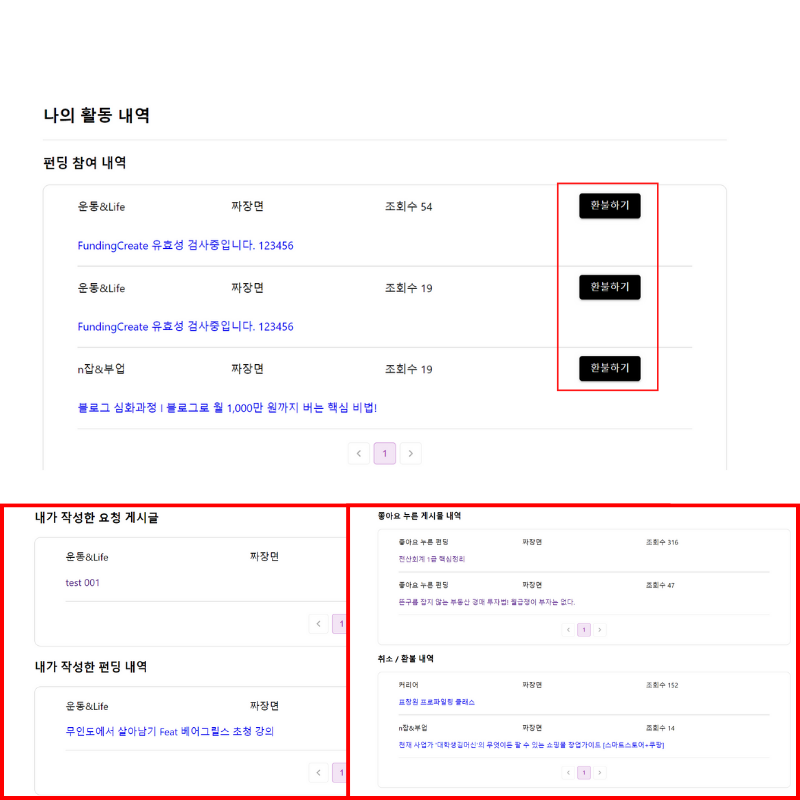 나의 활동 내역
펀딩 참여 내역
운동&Life 짜장면 조회수 54 환불하기
FundingCreate 유효성 검사중입니다. 123456
운동&Life 짜장면 조회수 19 환불하기
FundingCreate 유효성 검사중입니다. 123456
n잡&부업 짜장면 조회수 19 환불하기
블로그 심화과정 | 블로그로 월 1,000만 원까지 버는 핵심 비법!
< 1 >
내가 작성한 요청 게시글
운동&Life 짜장면
test 001
< 1
내가 작성한 펀딩 내역
운동&Life 짜장면
무인도에서 살아남기 Feat 베어그릴스 초청 강의
< 1
좋아요 누른 게시물 내역
좋아요 누른 펀딩 짜장면 조회수 316
전산회계 1급 핵심정리
좋아요 누른 펀딩 짜장면 조회수 47
뜬구름 잡지 않는 부동산 경매 투자법! 월급쟁이 부자는 없다.
< 1 >
취소 / 환불 내역
커리어 짜장면 조회수 152
표정원 프로파일링 클래스
n잡&부업 짜장면 조회수 14
천재 사업가 '대학생김머신'의 무엇이든 팔 수 있는 쇼핑몰 창업가이드 [스마트스토어+쿠팡]
< 1 >